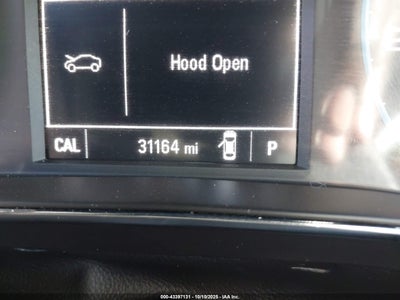 Hood Open
CAL 31164 mi P
000-43397131 - 10/10/2025 - IAA Inc.